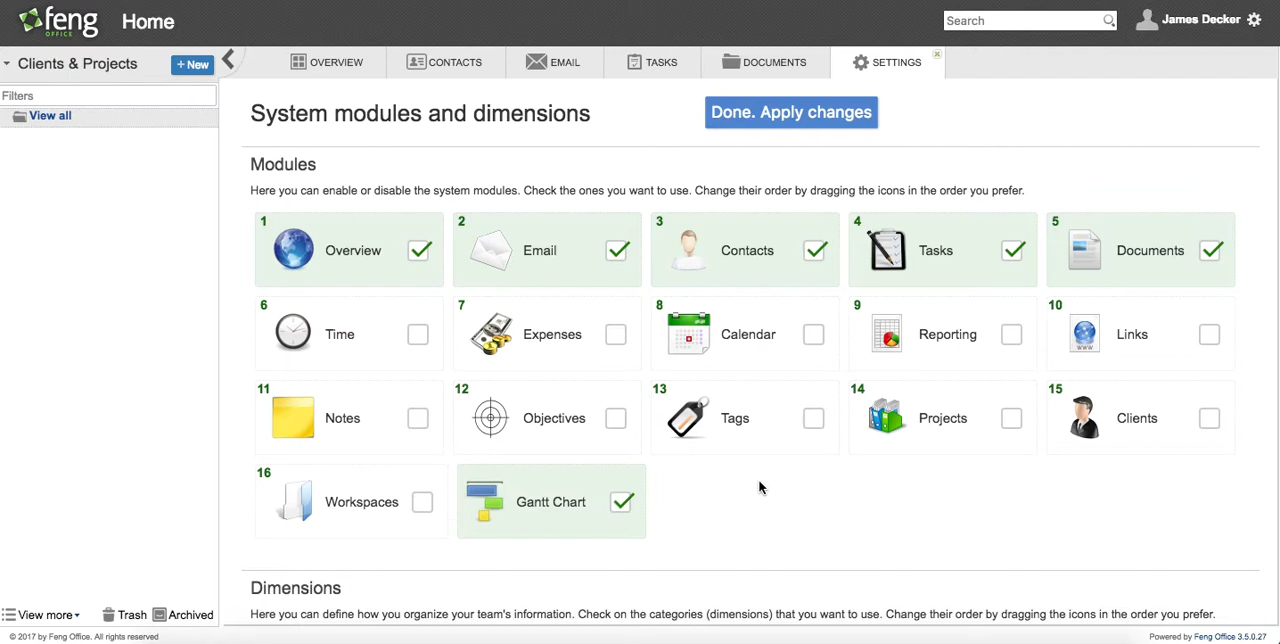 feng
OFFICE
Home
Search
James Decker
Clients & Projects
+ New
OVERVIEW
CONTACTS
EMAIL
TASKS
DOCUMENTS
SETTINGS
Filters
View all
System modules and dimensions
Done. Apply changes
Modules
Here you can enable or disable the system modules. Check the ones you want to use. Change their order by dragging the icons in the order you prefer.
1 Overview
2 Email
3 Contacts
4 Tasks
5 Documents
6 Time
7 Expenses
8 Calendar
9 Reporting
10 Links
WWW
11 Notes
12 Objectives
13 Tags
14 Projects
15 Clients
16 Workspaces
Gantt Chart
Dimensions
Here you can define how you organize your team's information. Check on the categories (dimensions) that you want to use. Change their order by dragging the icons in the order you prefer.
View more
Trash
Archived
© 2017 by Feng Office. All rights reserved
Powered by Feng Office 3.5.0.27